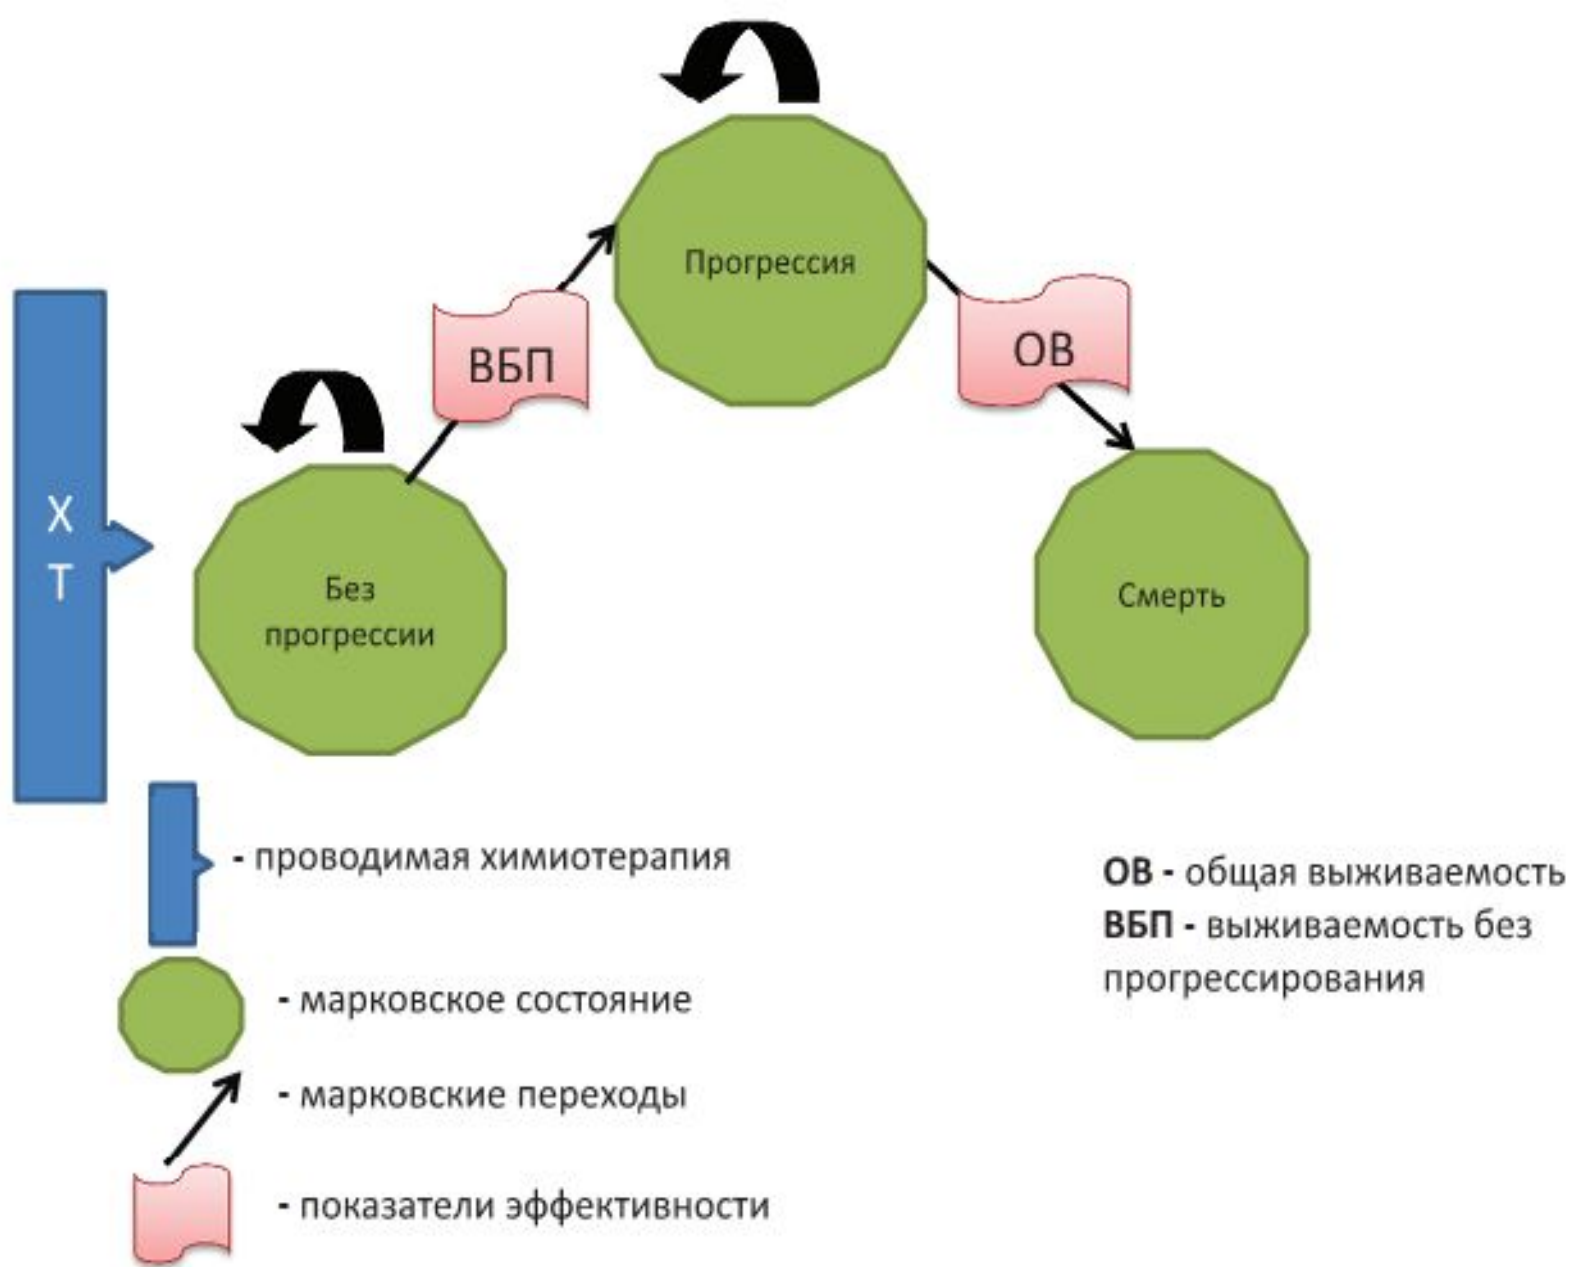 Прогрессия
ВБП
ОВ
Х
Т
Без
прогрессии
Смерть
- проводимая химиотерапия
- марковское состояние
- марковские переходы
- показатели эффективности
ОВ - общая выживаемость
ВБП - выживаемость без
прогрессирования